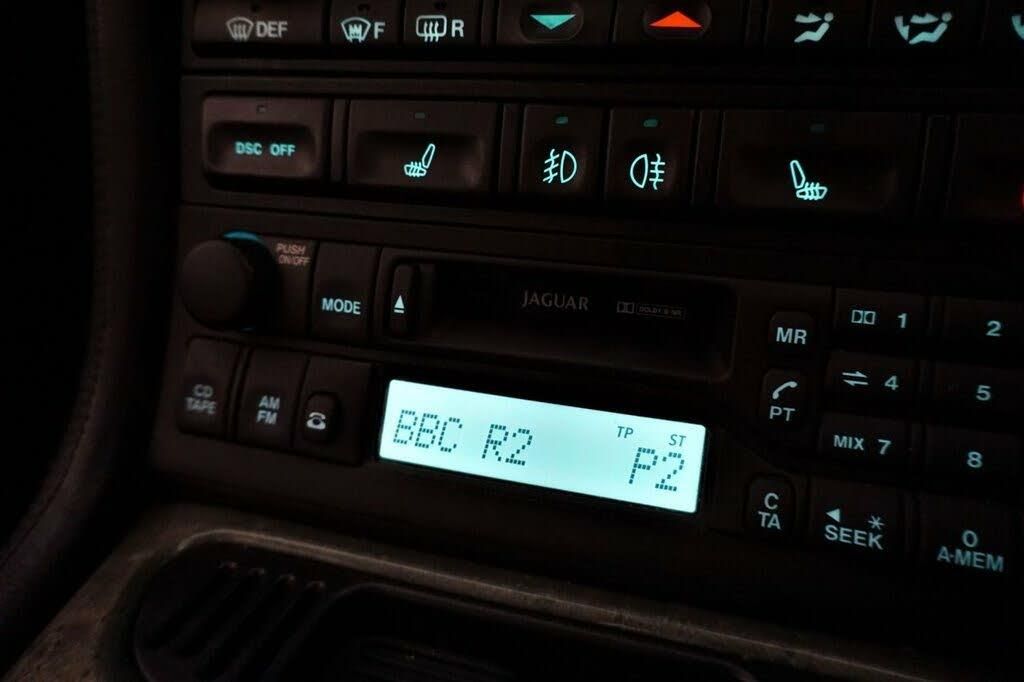 DEF
F
R
DSC OFF
PUSH
ON/OFF
MODE
JAGUAR
DOLBY B NR
MR
1
2
CD
TAPE
AM
FM
BBC R2
TP
ST
P2
PT
4
5
MIX 7
8
C
TA
SEEK
*
0
A-MEM